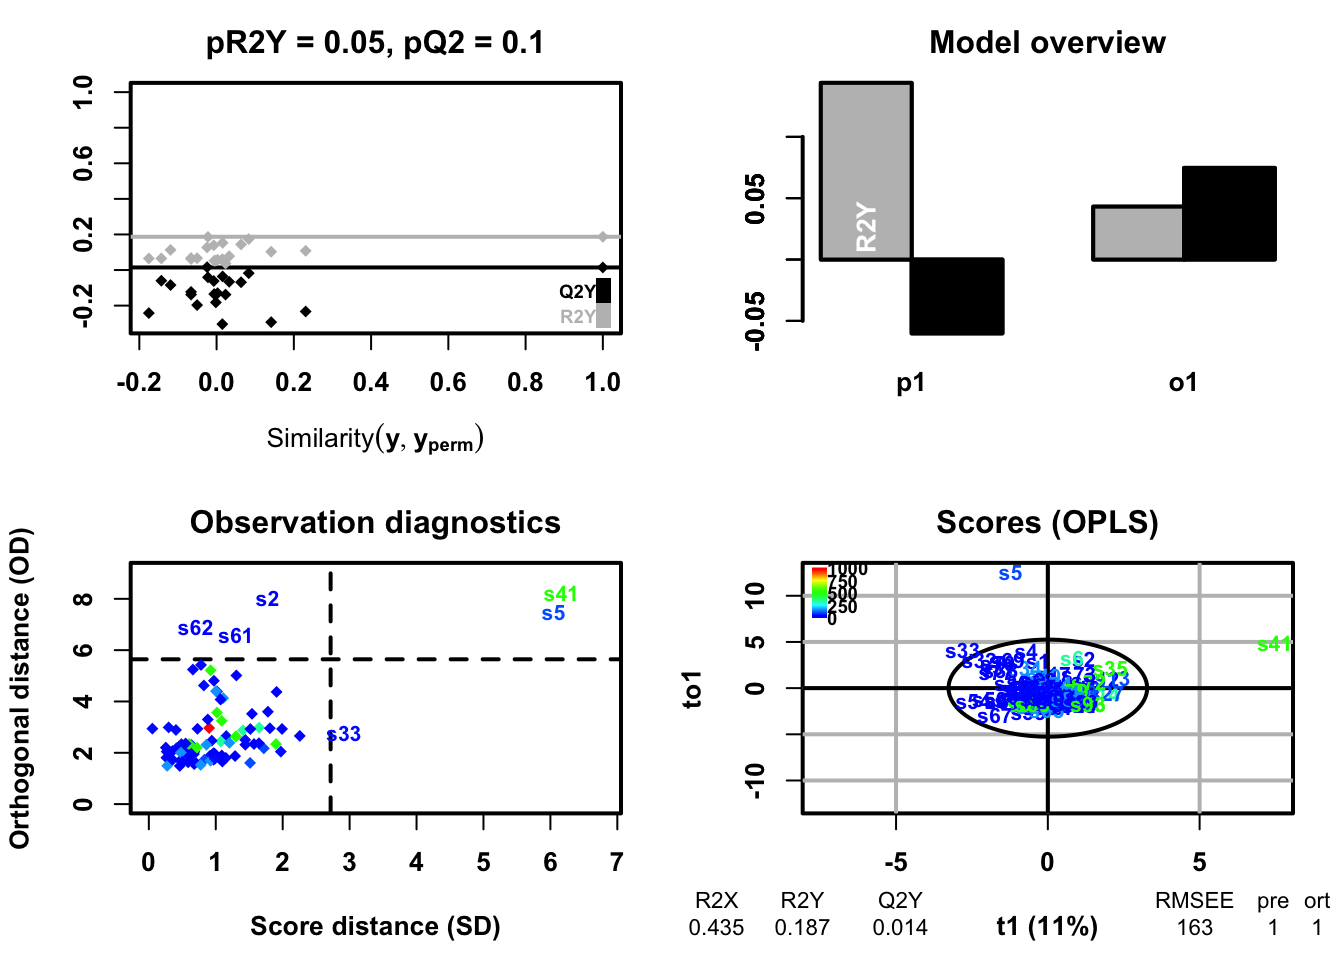 pR2Y = 0.05, pQ2 = 0.1
1.0
0.6
0.2
-0.2
Q2Y
R2Y
-0.2 0.0 0.2 0.4 0.6 0.8 1.0
Similarity(y, yperm)
Model overview
0.05
-0.05
R2Y
p1 o1
Observation diagnostics
Orthogonal distance (OD)
8
6
4
2
0
s2
s41
s5
s62
s61
s33
0 1 2 3 4 5 6 7
Score distance (SD)
Scores (OPLS)
to1
10
5
0
-10
1000
750
500
250
0
s5
s41
s33
s4
s35
s67
s93
-5 0 5
t1 (11%)
R2X R2Y Q2Y RMSEE pre ort
0.435 0.187 0.014 163 1 1